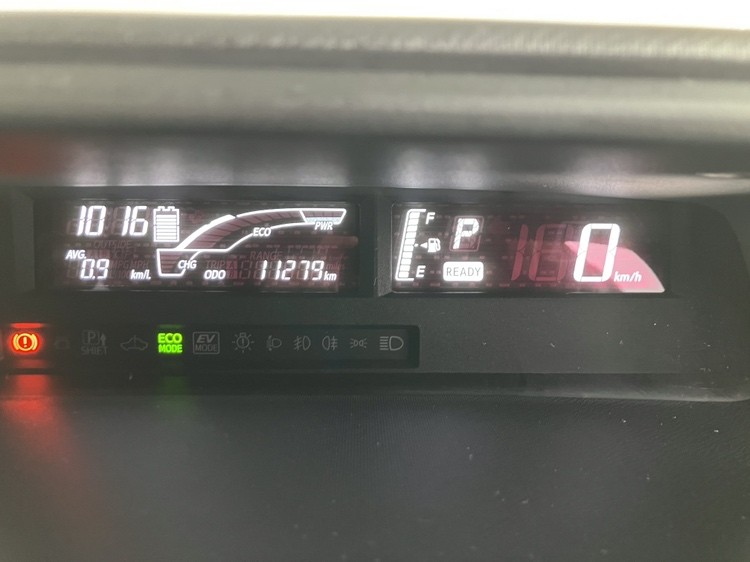 10 16
ECO
PWR
AVG.
0.9 km/L
CHG
ODO 11279 km
F
E
P
READY
0 km/h
P
SHIFT
ECO MODE
EV MODE